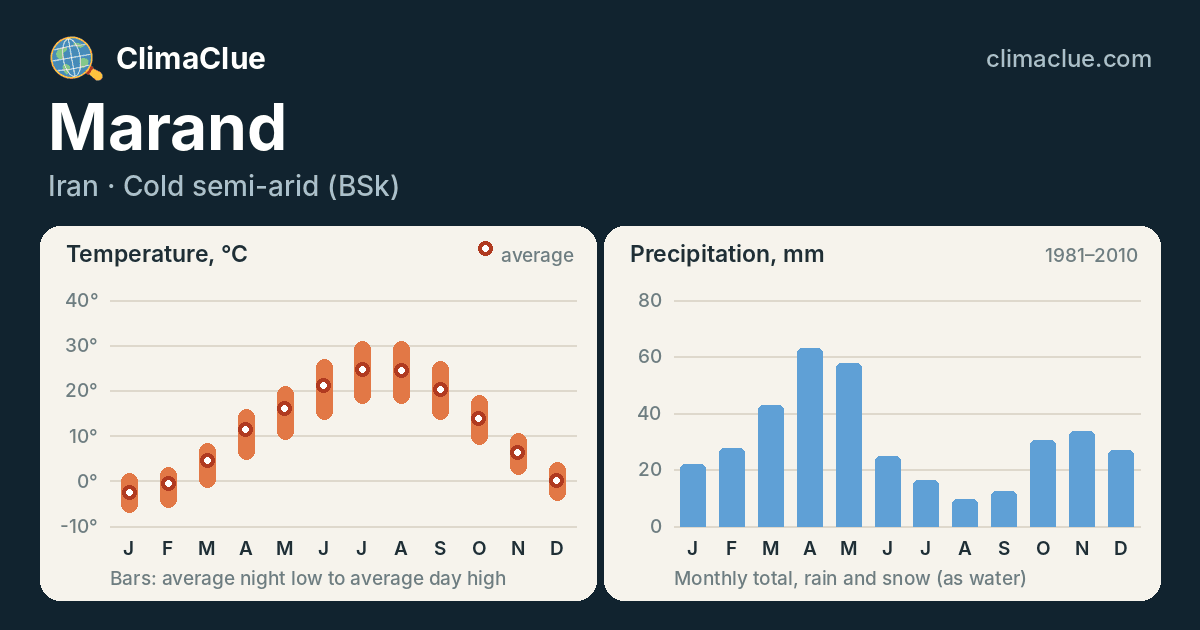 ClimaClue
climaclue.com
Marand
Iran · Cold semi-arid (BSk)
Temperature, °C
average
40°
30°
20°
10°
0°
-10°
J F M A M J J A S O N D
Bars: average night low to average day high
Precipitation, mm
1981–2010
80
60
40
20
0
J F M A M J J A S O N D
Monthly total, rain and snow (as water)